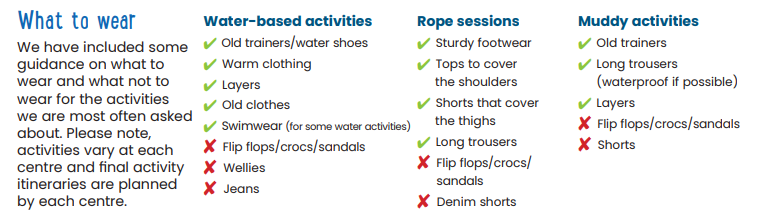 What to wear
We have included some
guidance on what to
wear and what not to
wear for the activities
we are most often asked
about. Please note,
activities vary at each
centre and final activity
itineraries are planned
by each centre.
Water-based activities
✔ Old trainers/water shoes
✔ Warm clothing
✔ Layers
✔ Old clothes
✔ Swimwear (for some water activities)
✘ Flip flops/crocs/sandals
✘ Wellies
✘ Jeans
Rope sessions
✔ Sturdy footwear
✔ Tops to cover
the shoulders
✔ Shorts that cover
the thighs
✔ Long trousers
✘ Flip flops/crocs/
sandals
✘ Denim shorts
Muddy activities
✔ Old trainers
✔ Long trousers
(waterproof if possible)
✔ Layers
✘ Flip flops/crocs/sandals
✘ Shorts